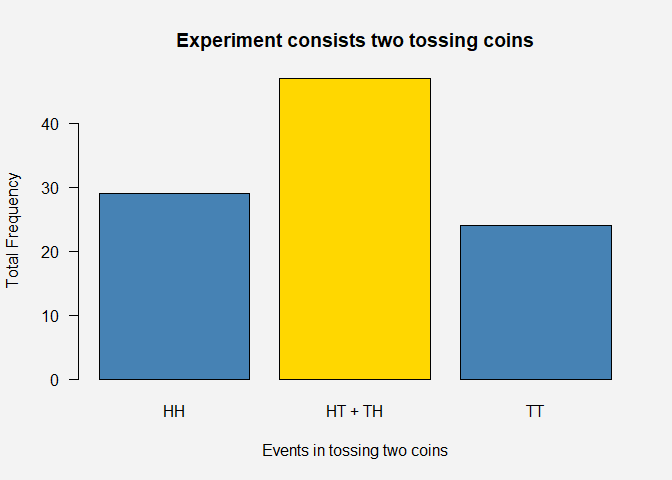 Experiment consists two tossing coins
Total Frequency
40
30
20
10
0
HH HT + TH TT
Events in tossing two coins